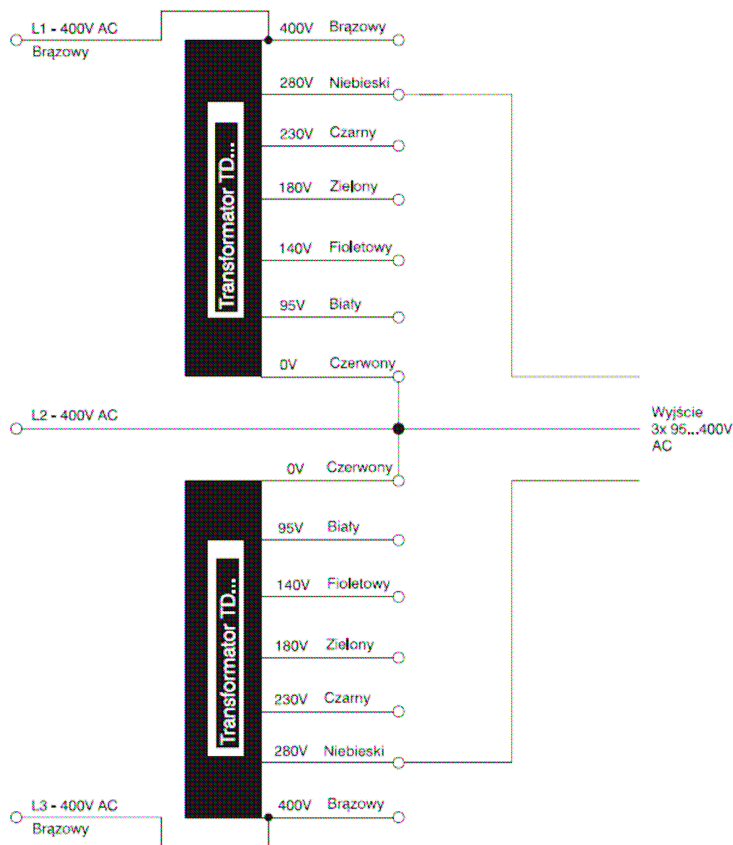 L1 - 400V AC
Brązowy
400V Brązowy
280V Niebieski
230V Czarny
180V Zielony
140V Fioletowy
95V Biały
0V Czerwony
Transformator TD...
L2 - 400V AC
Wyjście
3x 95...400V
AC
0V Czerwony
95V Biały
140V Fioletowy
180V Zielony
230V Czarny
280V Niebieski
400V Brązowy
Transformator TD...
L3 - 400V AC
Brązowy